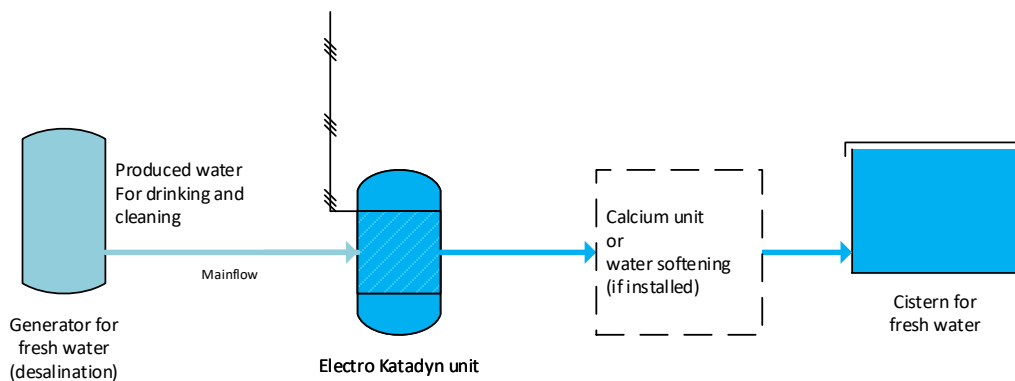 Produced water
For drinking and
cleaning
Mainflow
Generator for
fresh water
(desalination)
Electro Katadyn unit
Calcium unit
or
water softening
(if installed)
Cistern for
fresh water